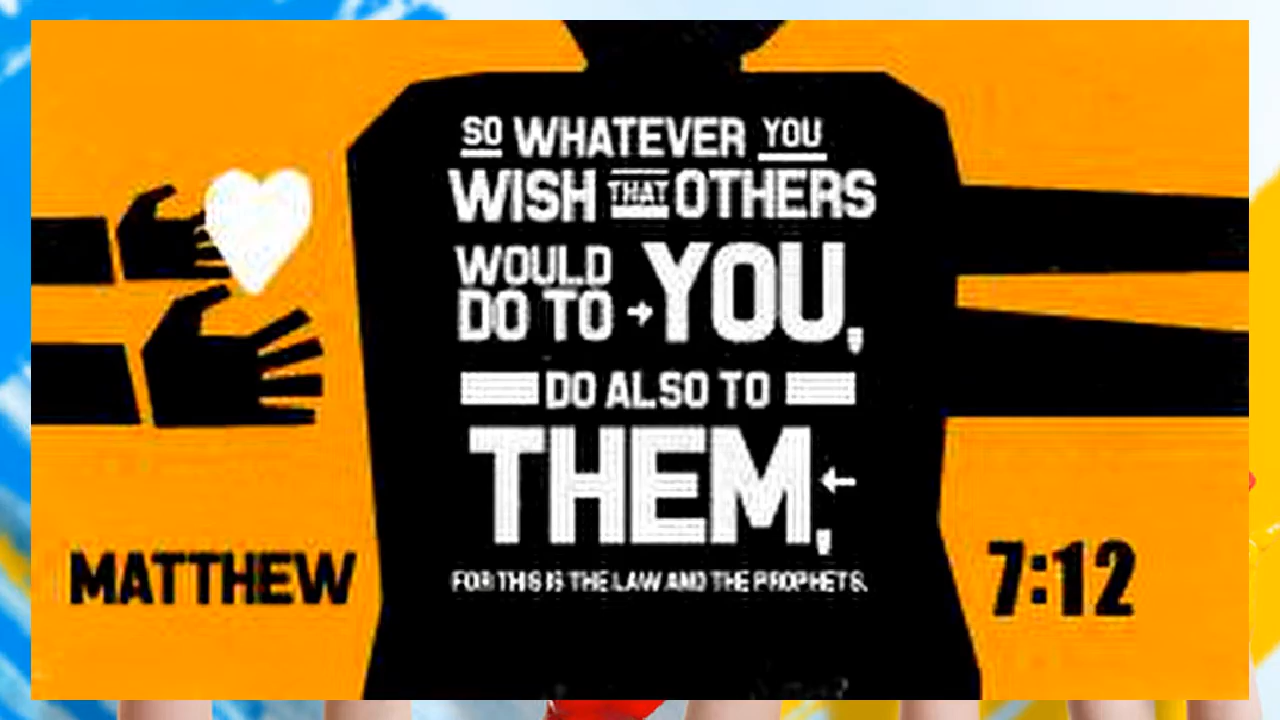 SO WHATEVER YOU
WISH THAT OTHERS
WOULD
DO TO YOU,
DO ALSO TO
THEM,
FOR THIS IS THE LAW AND THE PROPHETS.
MATTHEW 7:12